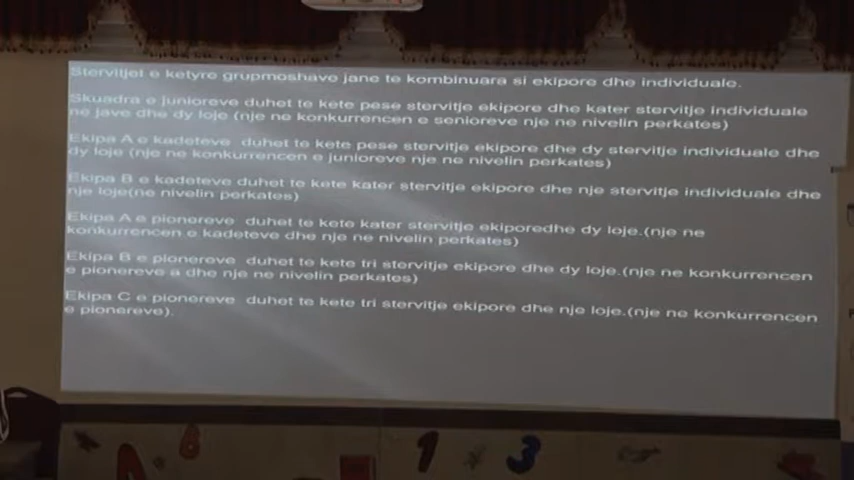 Stervitjet e ketyre grupmoshave jane te kombinuara si ekipore dhe individuale.
Skuadra e junioreve duhet te kete pese stervitje ekipore dhe kater stervitje individuale
ne jave dhe dy loje (nje ne konkurrencen e senioreve nje ne nivelin perkates)
Ekipa A e kadeteve duhet te kete pese stervitje ekipore dhe dy stervitje individuale dhe
dy loje (nje ne konkurrencen e junioreve nje ne nivelin perkates)
Ekipa B e kadeteve duhet te kete kater stervitje ekipore dhe nje stervitje individuale dhe
nje loje(ne nivelin perkates)
Ekipa A e pionereve duhet te kete kater stervitje ekiporedhe dy loje.(nje ne
konkurrencen e kadeteve dhe nje ne nivelin perkates)
Ekipa B e pionereve duhet te kete tri stervitje ekipore dhe dy loje.(nje ne konkurrencen
e pionereve a dhe nje ne nivelin perkates)
Ekipa C e pionereve duhet te kete tri stervitje ekipore dhe nje loje.(nje ne konkurrencen
e pionereve).
8
1 3